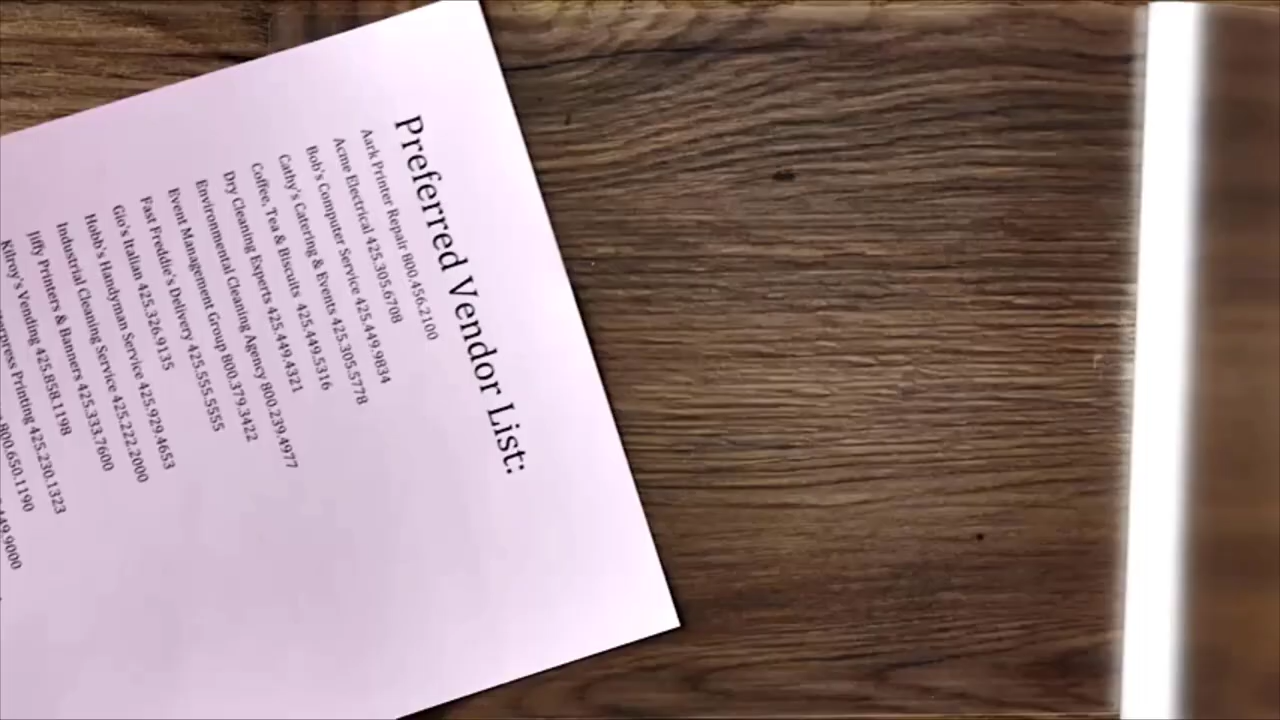 Preferred Vendor List:
Aark Printer Repair 800.456.2100
Acme Electrical 425.305.6708
Bob's Computer Service 425.449.9834
Cathy's Catering & Events 425.305.5778
Coffee, Tea & Biscuits 425.449.5316
Dry Cleaning Experts 425.449.4321
Environmental Cleaning Agency 800.239.4977
Event Management Group 800.379.3422
Fast Freddie's Delivery 425.555.5555
Gio's Italian 425.326.9135
Hobb's Handyman Service 425.929.4653
Industrial Cleaning Service 425.222.2000
Jiffy Printers & Banners 425.333.7600
Kilroy's Vending 425.858.1198
Printing 425.230.1323
800.650.1190